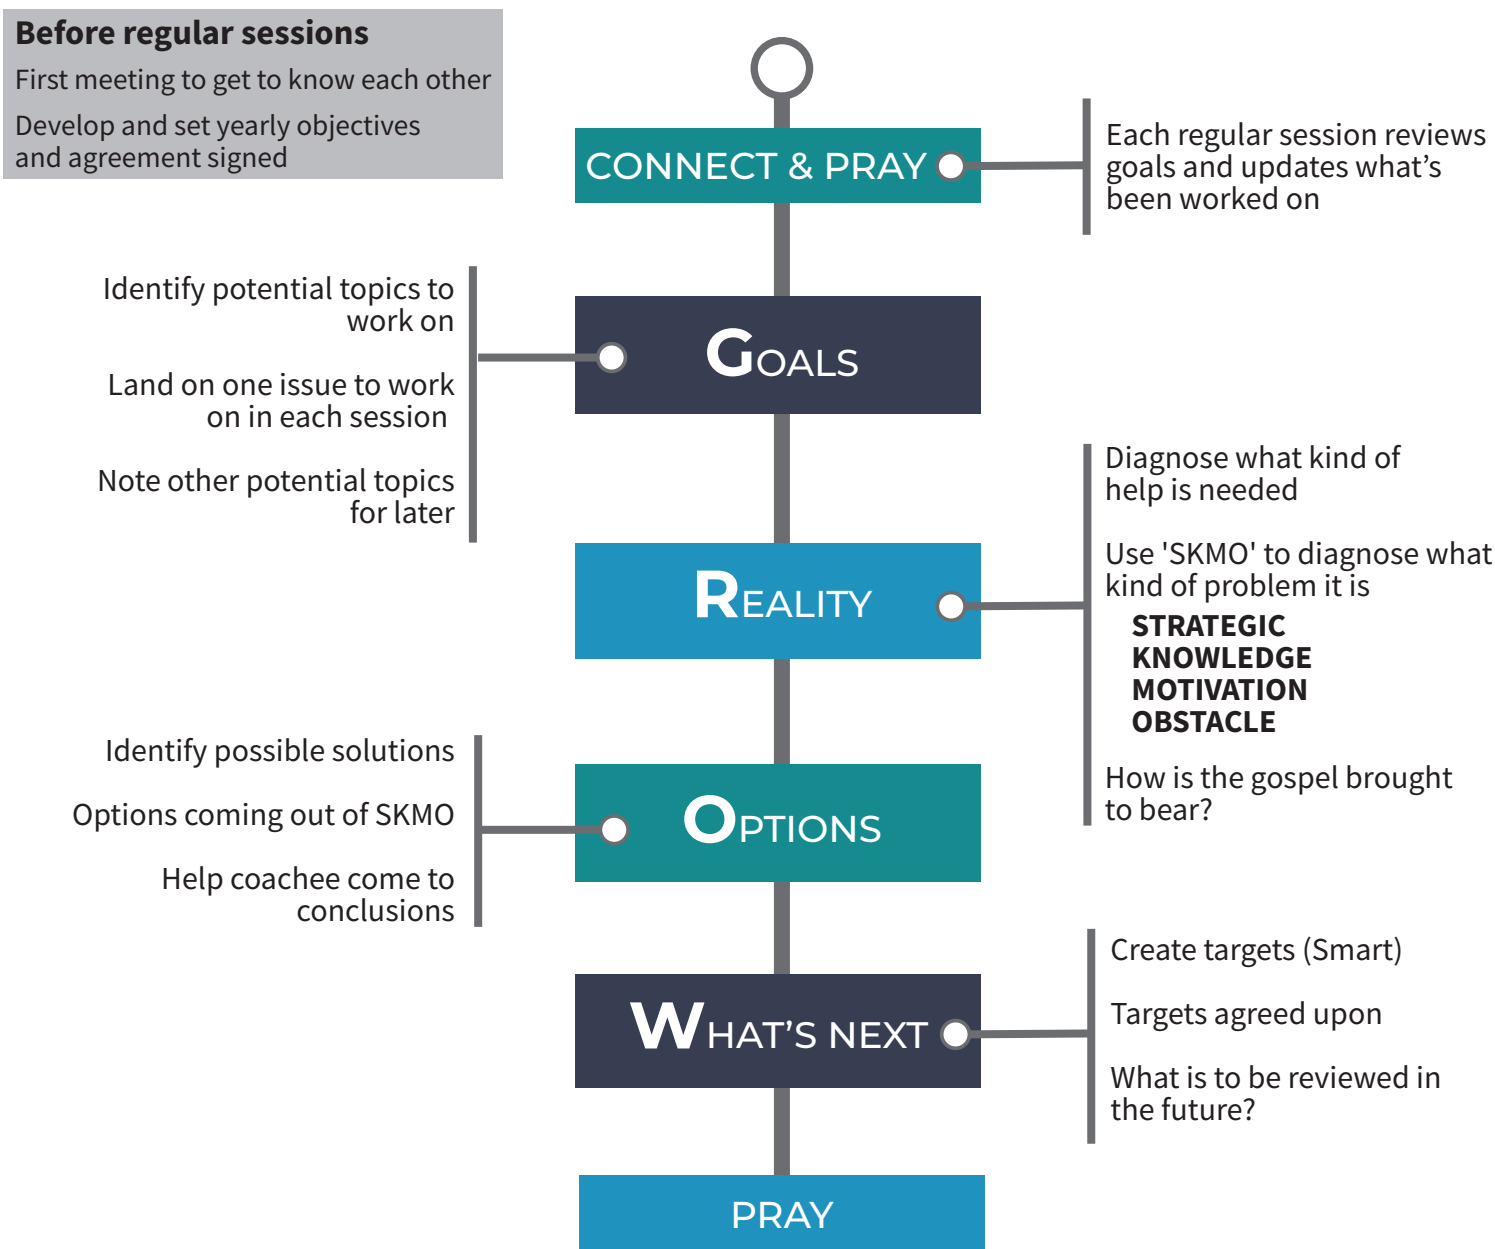 Before regular sessions
First meeting to get to know each other
Develop and set yearly objectives
and agreement signed
CONNECT & PRAY
Each regular session reviews
goals and updates what’s
been worked on
GOALS
Identify potential topics to
work on
Land on one issue to work
on in each session
Note other potential topics
for later
REALITY
Diagnose what kind of
help is needed
Use 'SKMO' to diagnose what
kind of problem it is
STRATEGIC
KNOWLEDGE
MOTIVATION
OBSTACLE
How is the gospel brought
to bear?
OPTIONS
Identify possible solutions
Options coming out of SKMO
Help coachee come to
conclusions
WHAT’S NEXT
Create targets (Smart)
Targets agreed upon
What is to be reviewed in
the future?
PRAY